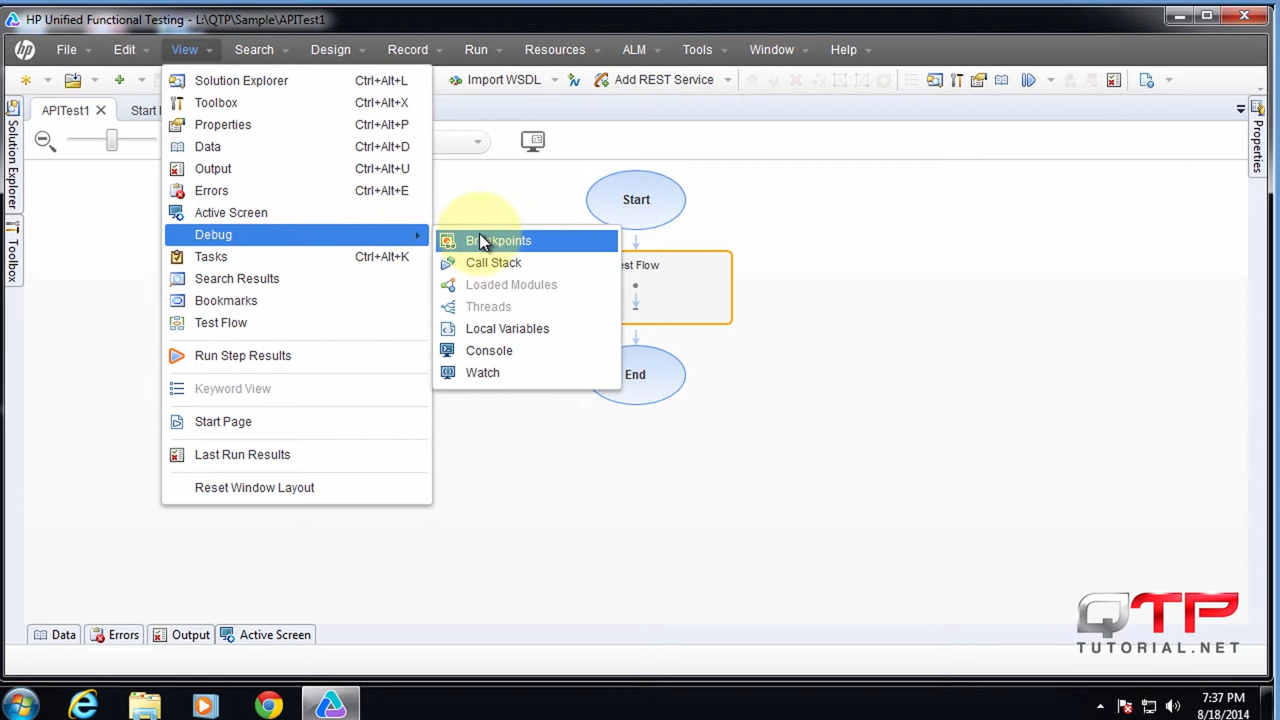 HP Unified Functional Testing - L:\QTP\Sample\APITest1
File Edit View Search Design Record Run Resources ALM Tools Window Help
Import WSDL Add REST Service
APITest1 Start
Solution Explorer
Toolbox
Properties
Solution Explorer Ctrl+Alt+L
Toolbox Ctrl+Alt+X
Properties Ctrl+Alt+P
Data Ctrl+Alt+D
Output Ctrl+Alt+U
Errors Ctrl+Alt+E
Active Screen
Debug
Tasks Ctrl+Alt+K
Search Results
Bookmarks
Test Flow
Run Step Results
Keyword View
Start Page
Last Run Results
Reset Window Layout
Breakpoints
Call Stack
Loaded Modules
Threads
Local Variables
Console
Watch
Start
est Flow
End
Data Errors Output Active Screen
QTP
TUTORIAL.NET
7:37 PM
8/18/2014